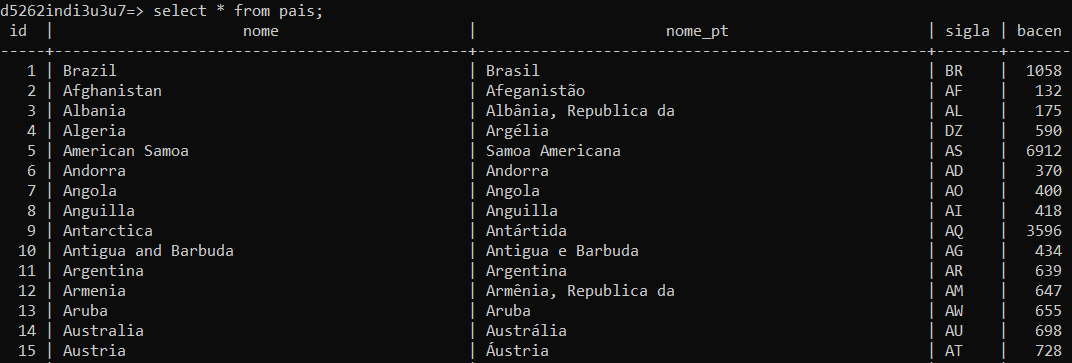 d5262indi3u3u7=> select * from pais;
id | nome | nome_pt | sigla | bacen
-----+----------------------------------------------+--------------------------------------------------+-------+-------
1 | Brazil | Brasil | BR | 1058
2 | Afghanistan | Afeganistão | AF | 132
3 | Albania | Albânia, Republica da | AL | 175
4 | Algeria | Argélia | DZ | 590
5 | American Samoa | Samoa Americana | AS | 6912
6 | Andorra | Andorra | AD | 370
7 | Angola | Angola | AO | 400
8 | Anguilla | Anguilla | AI | 418
9 | Antarctica | Antártida | AQ | 3596
10 | Antigua and Barbuda | Antigua e Barbuda | AG | 434
11 | Argentina | Argentina | AR | 639
12 | Armenia | Armênia, Republica da | AM | 647
13 | Aruba | Aruba | AW | 655
14 | Australia | Austrália | AU | 698
15 | Austria | Áustria | AT | 728